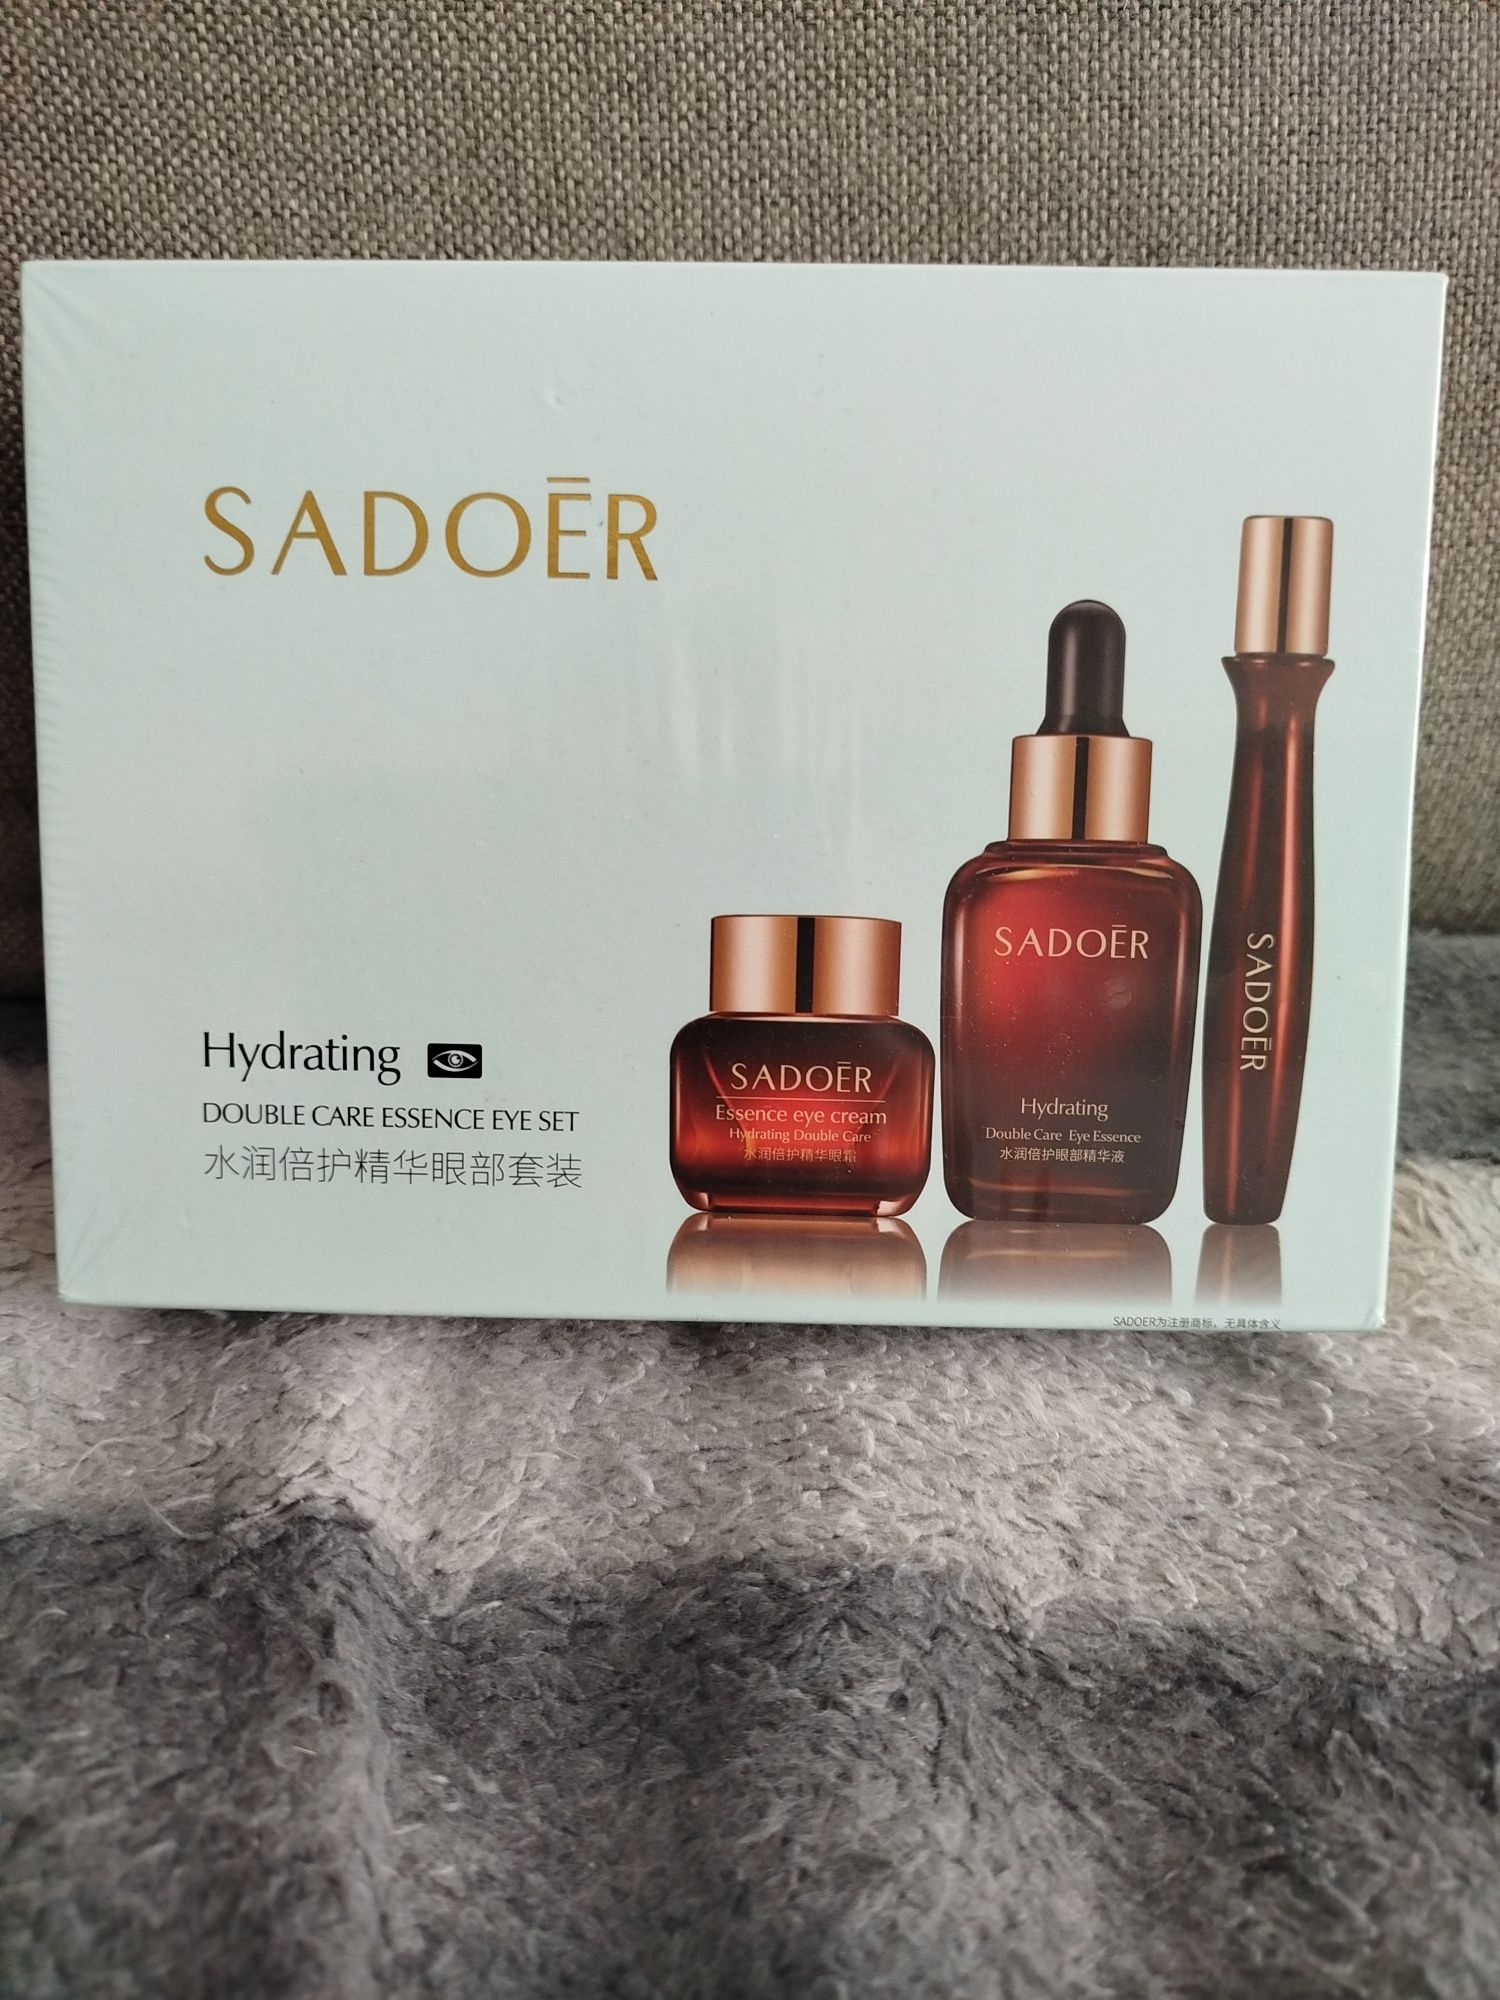 SADOĒR
Hydrating
DOUBLE CARE ESSENCE EYE SET
水润倍护精华眼部套装
SADOĒR
Essence eye cream
Hydrating Double Care
水润倍护精华眼霜
SADOĒR
Hydrating
Double Care Eye Essence
水润倍护眼部精华液
SADOĒR
SADOER为注册商标，无具体含义